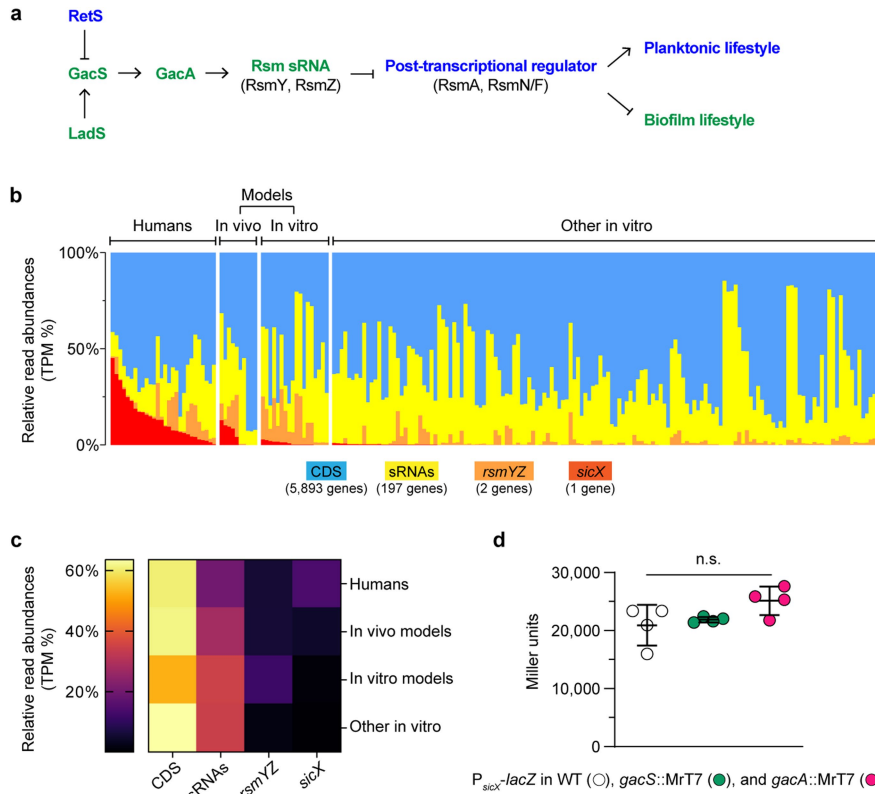 a
RetS
GacS
GacA
Rsm sRNA
(RsmY, RsmZ)
Post-transcriptional regulator
(RsmA, RsmN/F)
Planktonic lifestyle
Biofilm lifestyle
LadS
b
Models
Humans
In vivo
In vitro
Other in vitro
Relative read abundances
(TPM %)
100%
50%
0%
CDS
(5,893 genes)
sRNAs
(197 genes)
rsmYZ
(2 genes)
sicX
(1 gene)
c
Relative read abundances
(TPM %)
60%
40%
20%
Humans
In vivo models
In vitro models
Other in vitro
CDS
sRNAs
rsmYZ
sicX
d
n.s.
Miller units
30,000
20,000
10,000
0
PsicX-lacZ in WT ( ), gacS::MrT7 ( ), and gacA::MrT7 (